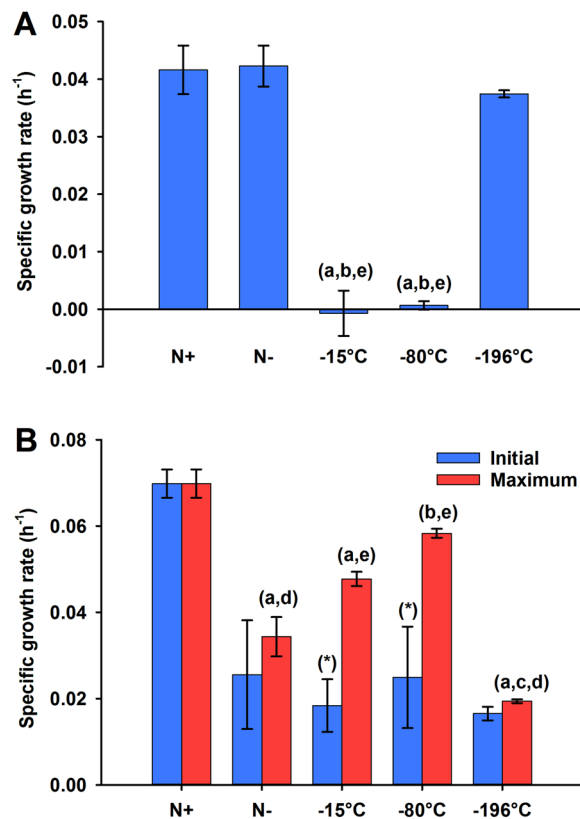 A
Specific growth rate (h⁻¹)
0.05
0.04
0.03
0.02
0.01
0.00
-0.01
(a,b,e)
(a,b,e)
N+
N-
-15°C
-80°C
-196°C
B
Specific growth rate (h⁻¹)
0.08
0.06
0.04
0.02
0.00
Initial
Maximum
(a,d)
(*)
(a,e)
(*)
(b,e)
(a,c,d)
N+
N-
-15°C
-80°C
-196°C